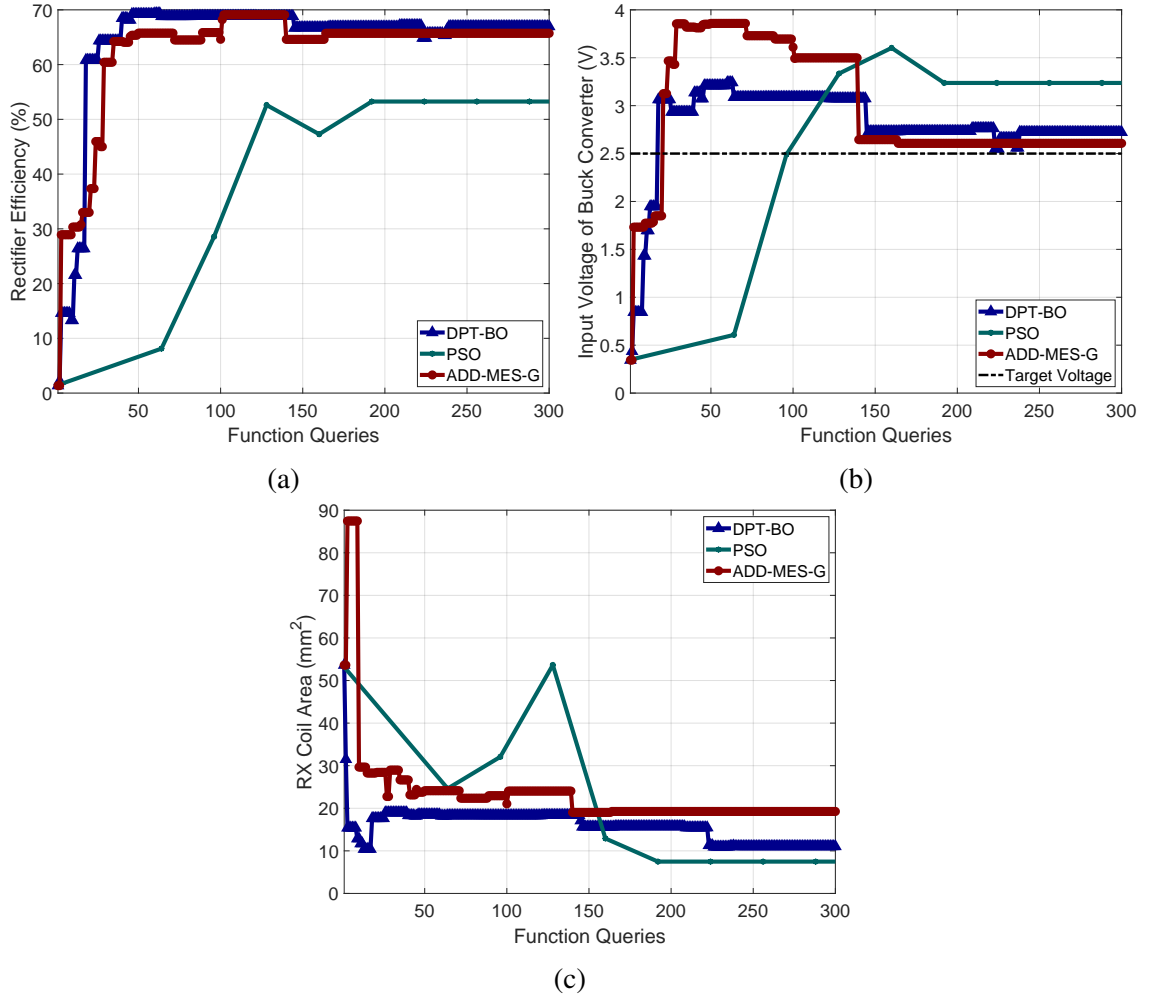 70
60
50
40
30
20
10
0
Rectifier Efficiency (%)
50
100
150
200
250
300
Function Queries
DPT-BO
PSO
ADD-MES-G
(a)
4
3.5
3
2.5
2
1.5
1
0.5
0
Input Voltage of Buck Converter (V)
50
100
150
200
250
300
Function Queries
DPT-BO
PSO
ADD-MES-G
Target Voltage
(b)
90
80
70
60
50
40
30
20
10
0
RX Coil Area (mm²)
50
100
150
200
250
300
Function Queries
DPT-BO
PSO
ADD-MES-G
(c)